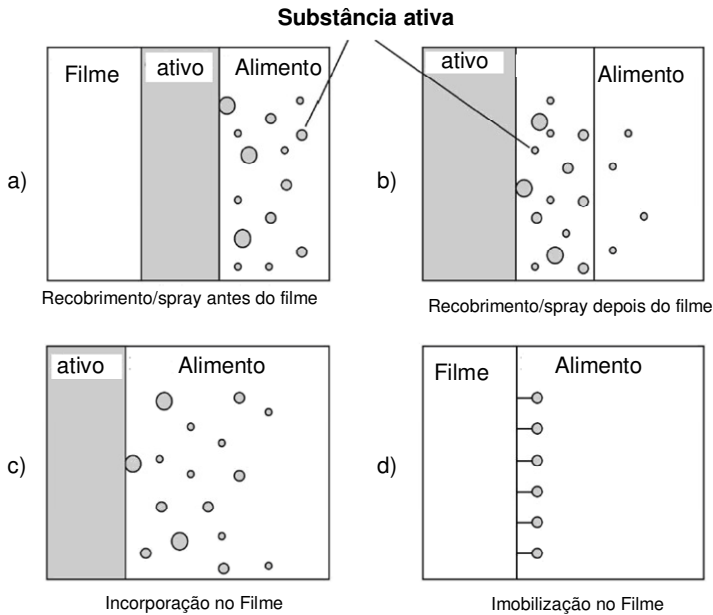 Substância ativa
Filme
ativo
Alimento
a)
Recobrimento/spray antes do filme
ativo
Alimento
b)
Recobrimento/spray depois do filme
ativo
Alimento
c)
Incorporação no Filme
Filme
Alimento
d)
Imobilização no Filme